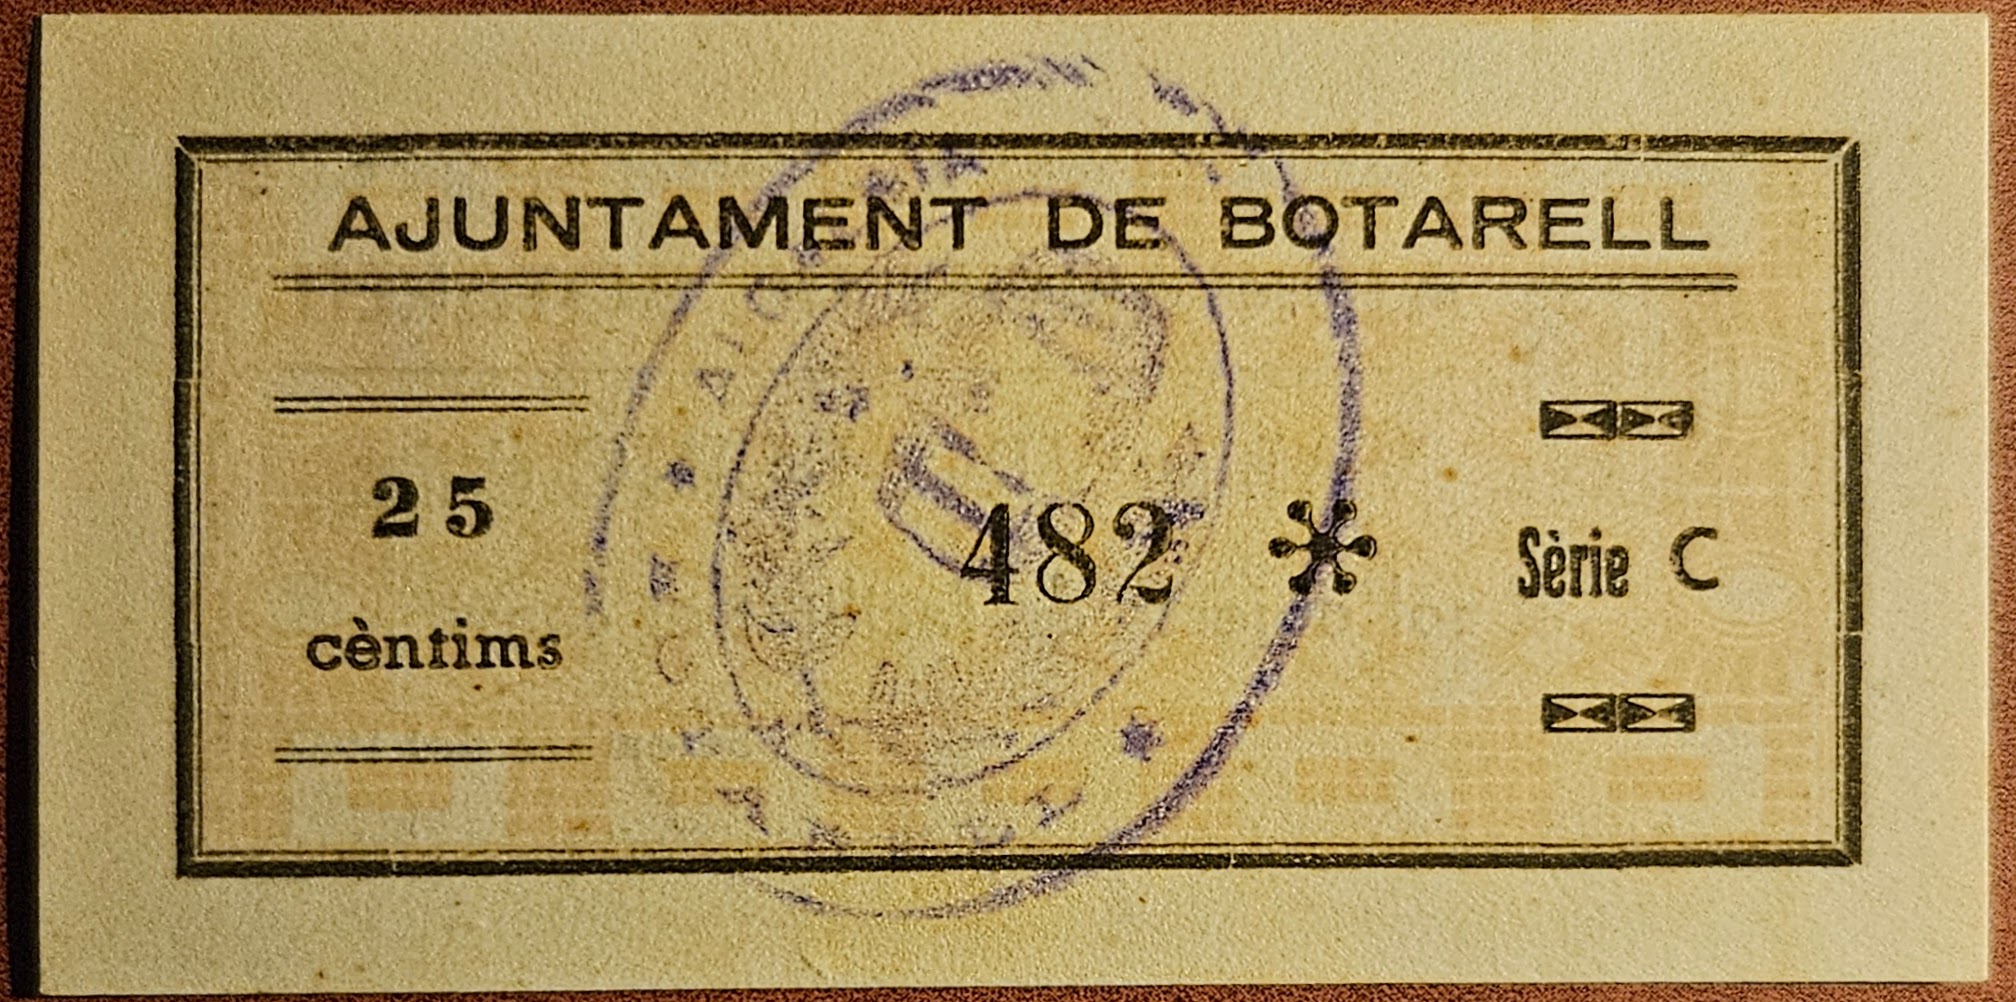 AJUNTAMENT DE BOTARELL
25
cèntims
482
Sèrie C